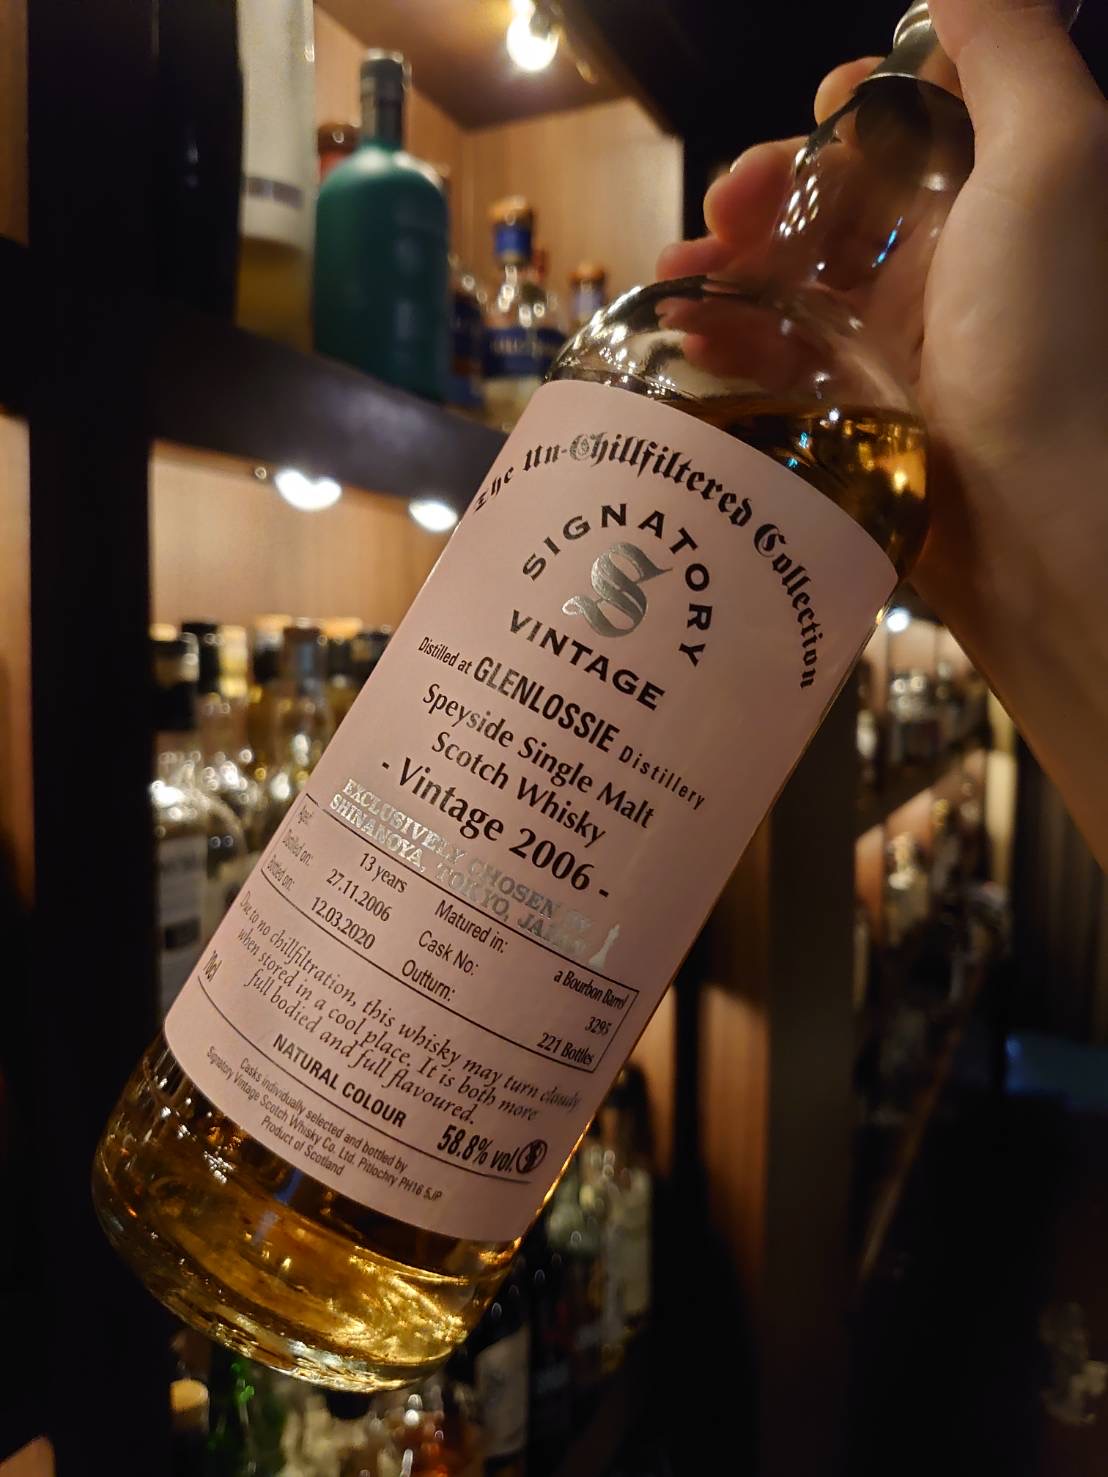 The Un-Chillfiltered Collection
SIGNATORY
S
VINTAGE
Distilled at GLENLOSSIE Distillery
Speyside Single Malt
Scotch Whisky
- Vintage 2006 -
EXCLUSIVELY CHOSEN BY
SHINANOYA, TOKYO, JAPAN
Aged: 13 years Matured in: a Bourbon Barrel
Distilled on: 27.11.2006 Cask No: 3295
Bottled on: 12.03.2020 Outturn: 221 Bottles
Due to no chillfiltration, this whisky may turn cloudy
when stored in a cool place. It is both more
full bodied and full flavoured.
70cl NATURAL COLOUR 58.8% vol.
Casks individually selected and bottled by
Signatory Vintage Scotch Whisky Co. Ltd. Pitlochry PH16 5JP
Product of Scotland